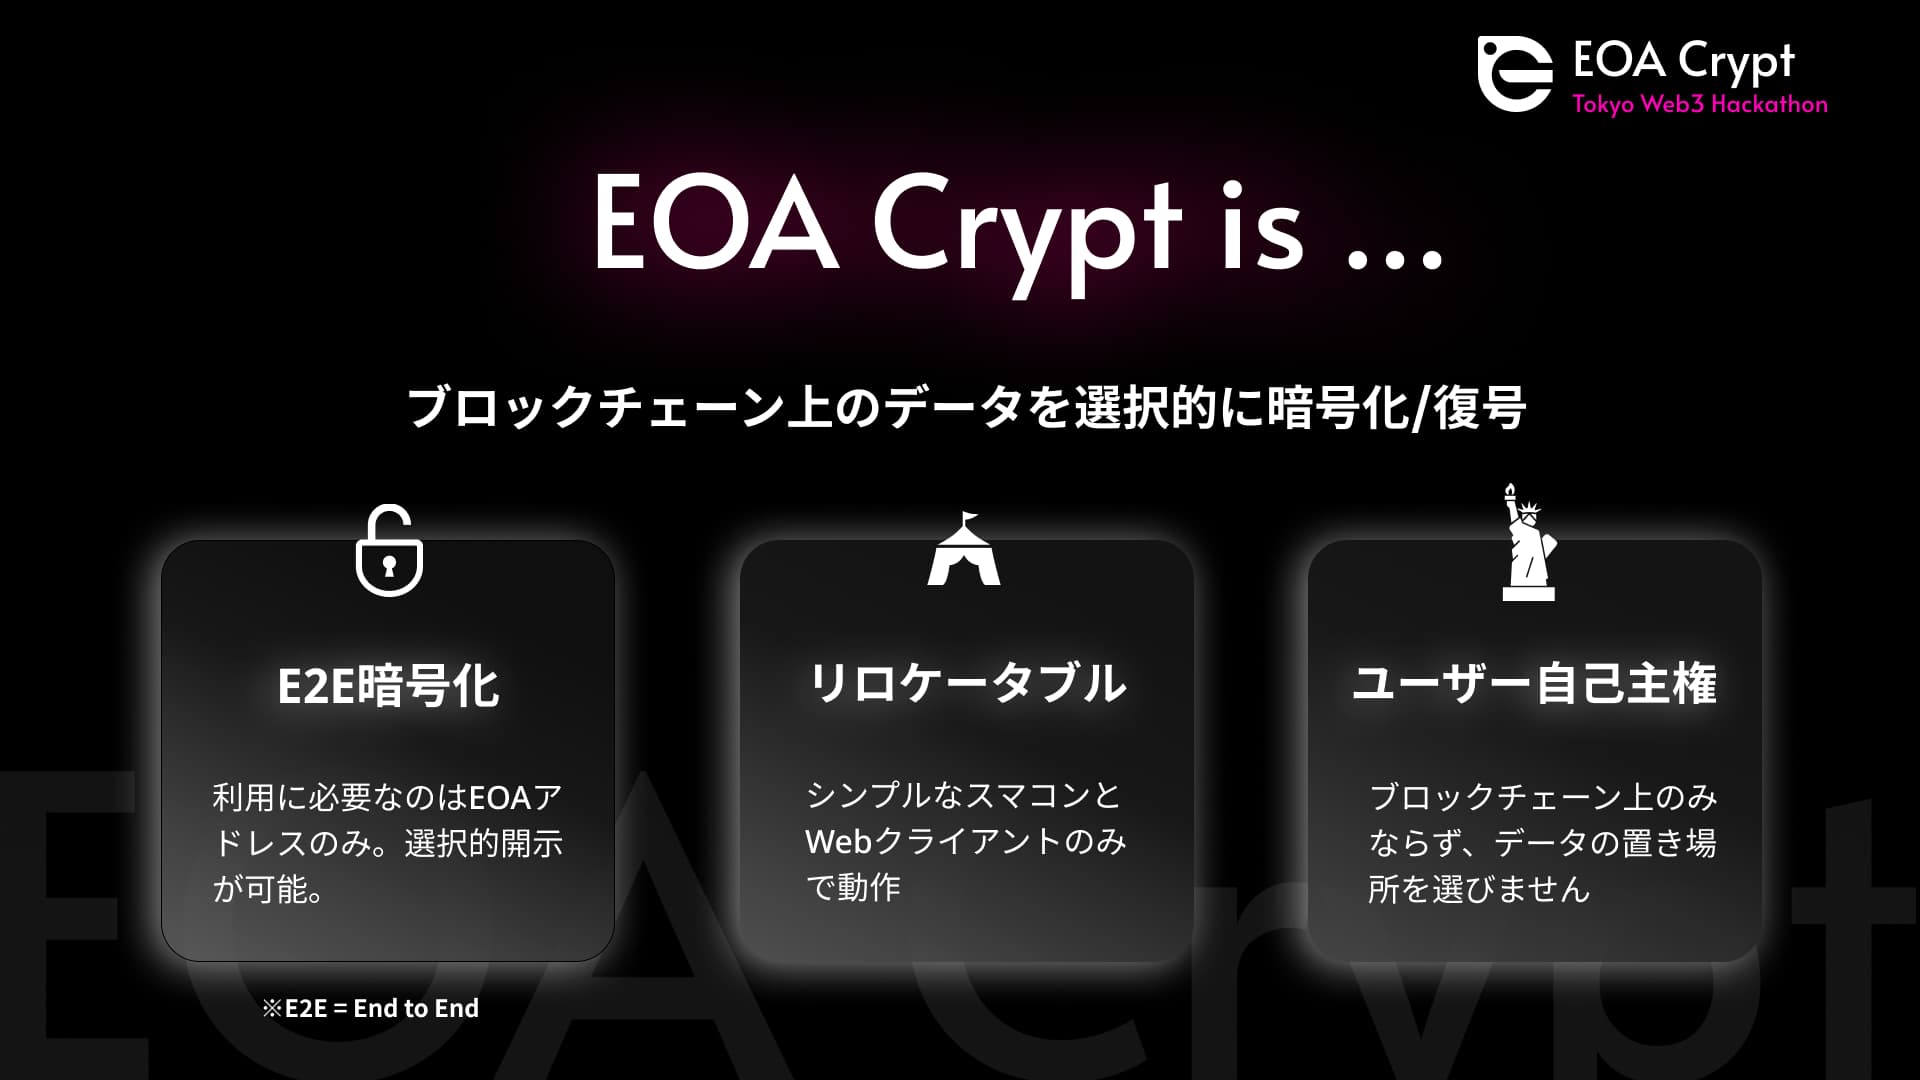 EOA Crypt
Tokyo Web3 Hackathon
EOA Crypt is ...
ブロックチェーン上のデータを選択的に暗号化/復号
E2E暗号化
利用に必要なのはEOAア
ドレスのみ。選択的開示
が可能。
※E2E = End to End
リロケータブル
シンプルなスマコンと
Webクライアントのみ
で動作
ユーザー自己主権
ブロックチェーン上のみ
ならず、データの置き場
所を選びません
EOA Crypt